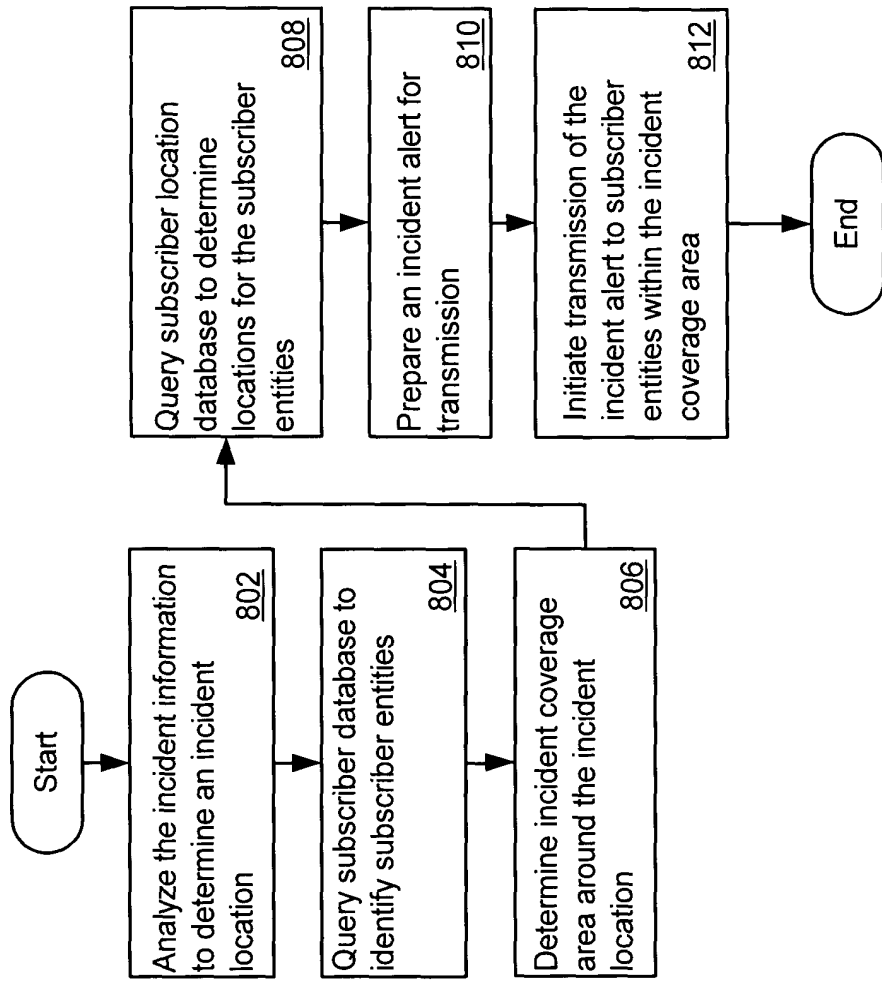 Start
Analyze the incident information
to determine an incident
location
802
Query subscriber database to
identify subscriber entities
804
Determine incident coverage
area around the incident
location
806
Query subscriber location
database to determine
locations for the subscriber
entities
808
Prepare an incident alert for
transmission
810
Initiate transmission of the
incident alert to subscriber
entities within the incident
coverage area
812
End